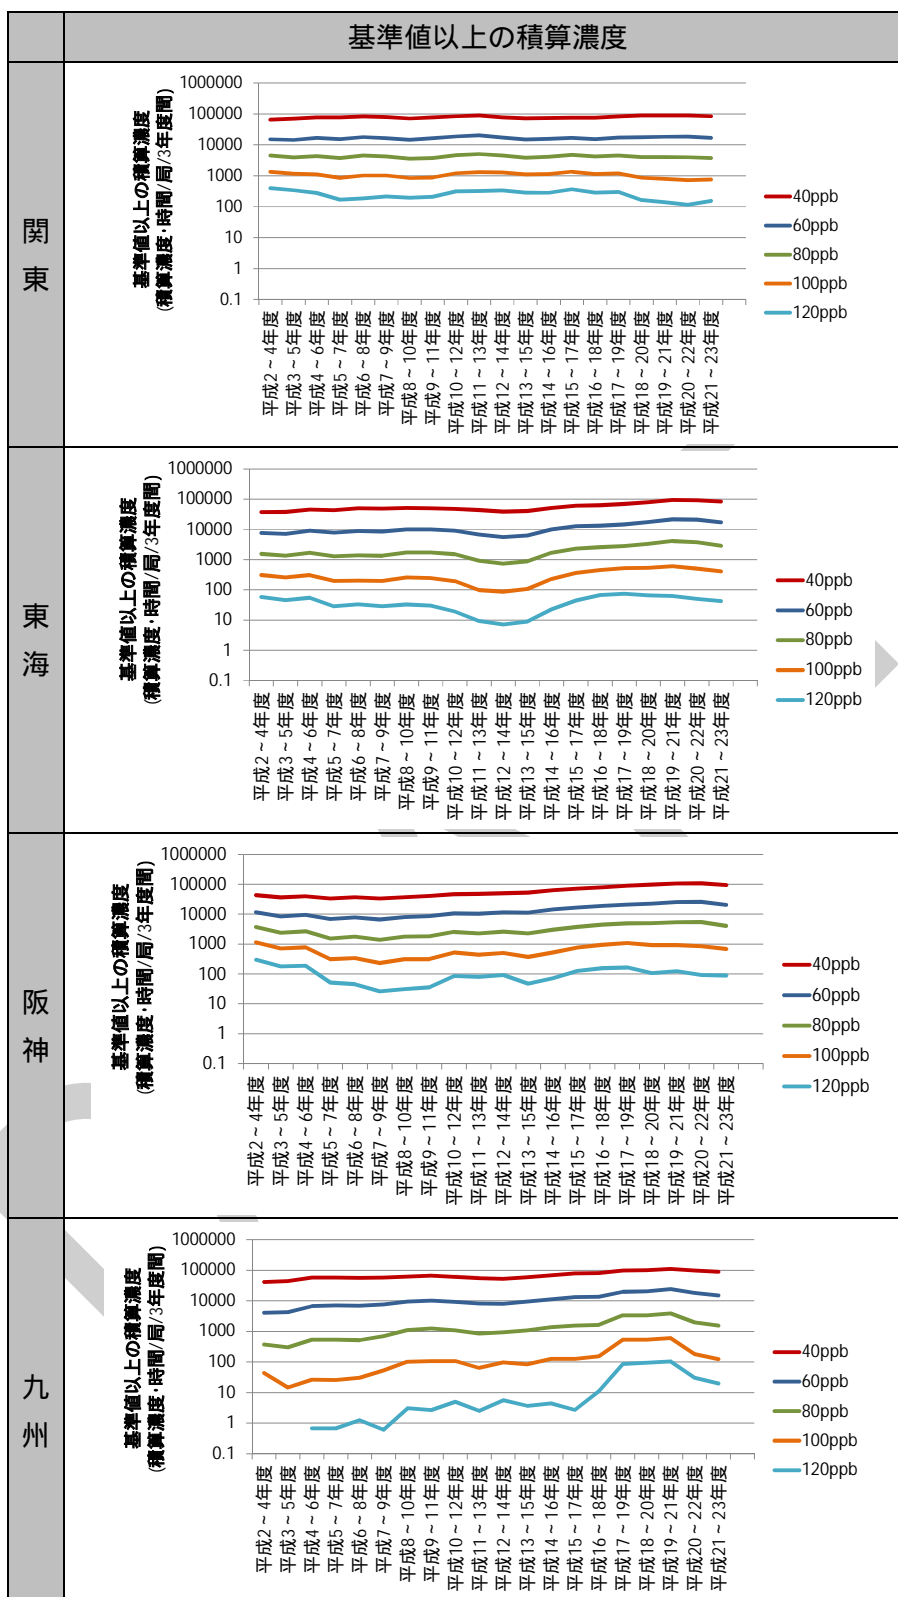 基準値以上の積算濃度
関東
基準値以上の積算濃度
(積算濃度・時間/局/3年度間)
1000000
100000
10000
1000
100
10
1
0.1
平成2～4年度
平成3～5年度
平成4～6年度
平成5～7年度
平成6～8年度
平成7～9年度
平成8～10年度
平成9～11年度
平成10～12年度
平成11～13年度
平成12～14年度
平成13～15年度
平成14～16年度
平成15～17年度
平成16～18年度
平成17～19年度
平成18～20年度
平成19～21年度
平成20～22年度
平成21～23年度
40ppb
60ppb
80ppb
100ppb
120ppb
東海
基準値以上の積算濃度
(積算濃度・時間/局/3年度間)
1000000
100000
10000
1000
100
10
1
0.1
平成2～4年度
平成3～5年度
平成4～6年度
平成5～7年度
平成6～8年度
平成7～9年度
平成8～10年度
平成9～11年度
平成10～12年度
平成11～13年度
平成12～14年度
平成13～15年度
平成14～16年度
平成15～17年度
平成16～18年度
平成17～19年度
平成18～20年度
平成19～21年度
平成20～22年度
平成21～23年度
40ppb
60ppb
80ppb
100ppb
120ppb
阪神
基準値以上の積算濃度
(積算濃度・時間/局/3年度間)
1000000
100000
10000
1000
100
10
1
0.1
平成2～4年度
平成3～5年度
平成4～6年度
平成5～7年度
平成6～8年度
平成7～9年度
平成8～10年度
平成9～11年度
平成10～12年度
平成11～13年度
平成12～14年度
平成13～15年度
平成14～16年度
平成15～17年度
平成16～18年度
平成17～19年度
平成18～20年度
平成19～21年度
平成20～22年度
平成21～23年度
40ppb
60ppb
80ppb
100ppb
120ppb
九州
基準値以上の積算濃度
(積算濃度・時間/局/3年度間)
1000000
100000
10000
1000
100
10
1
0.1
平成2～4年度
平成3～5年度
平成4～6年度
平成5～7年度
平成6～8年度
平成7～9年度
平成8～10年度
平成9～11年度
平成10～12年度
平成11～13年度
平成12～14年度
平成13～15年度
平成14～16年度
平成15～17年度
平成16～18年度
平成17～19年度
平成18～20年度
平成19～21年度
平成20～22年度
平成21～23年度
40ppb
60ppb
80ppb
100ppb
120ppb